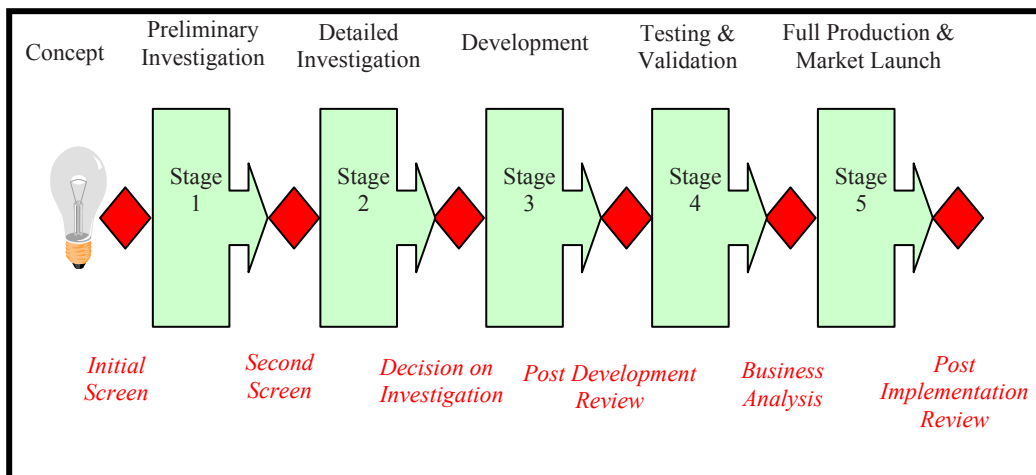 Concept
Preliminary
Investigation
Detailed
Investigation
Development
Testing &
Validation
Full Production &
Market Launch
Stage
1
Stage
2
Stage
3
Stage
4
Stage
5
Initial
Screen
Second
Screen
Decision on
Investigation
Post Development
Review
Business
Analysis
Post
Implementation
Review